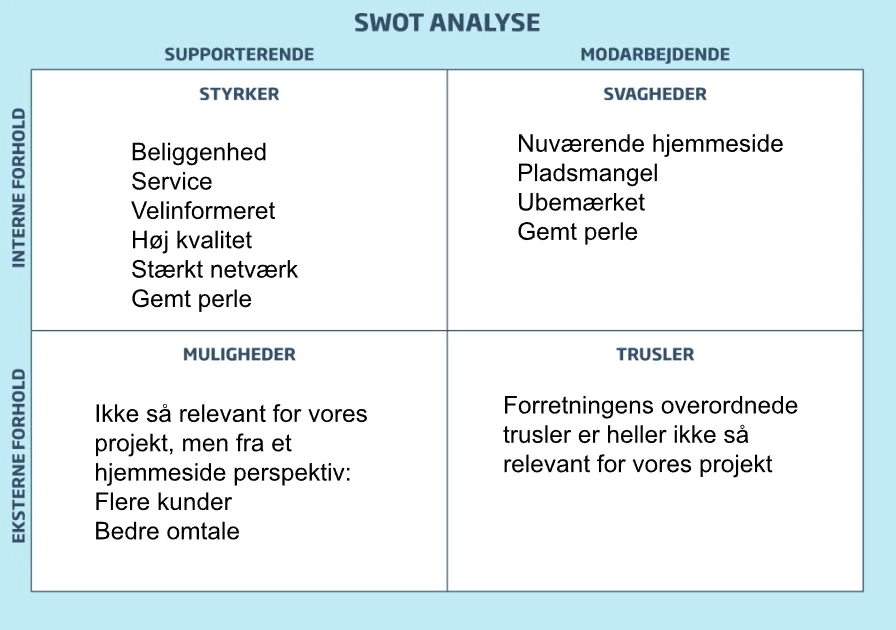 SWOT ANALYSE
SUPPORTERENDE
MODARBEJDENDE
INTERNE FORHOLD
STYRKER
Beliggenhed
Service
Velinformeret
Høj kvalitet
Stærkt netværk
Gemt perle
SVAGHEDER
Nuværende hjemmeside
Pladsmangel
Ubemærket
Gemt perle
EKSTERNE FORHOLD
MULIGHEDER
Ikke så relevant for vores
projekt, men fra et
hjemmeside perspektiv:
Flere kunder
Bedre omtale
TRUSLER
Forretningens overordnede
trusler er heller ikke så
relevant for vores projekt